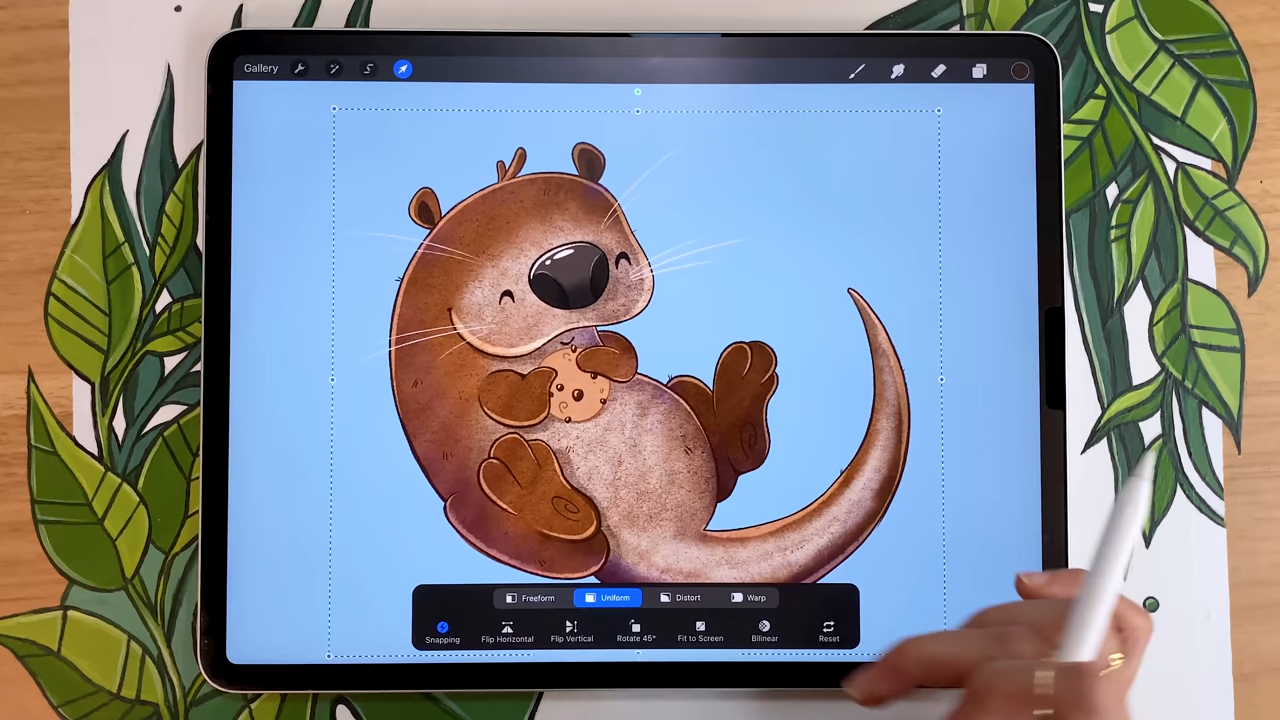 Gallery
Freeform Uniform Distort Warp
Snapping Flip Horizontal Flip Vertical Rotate 45° Fit to Screen Bilinear Reset